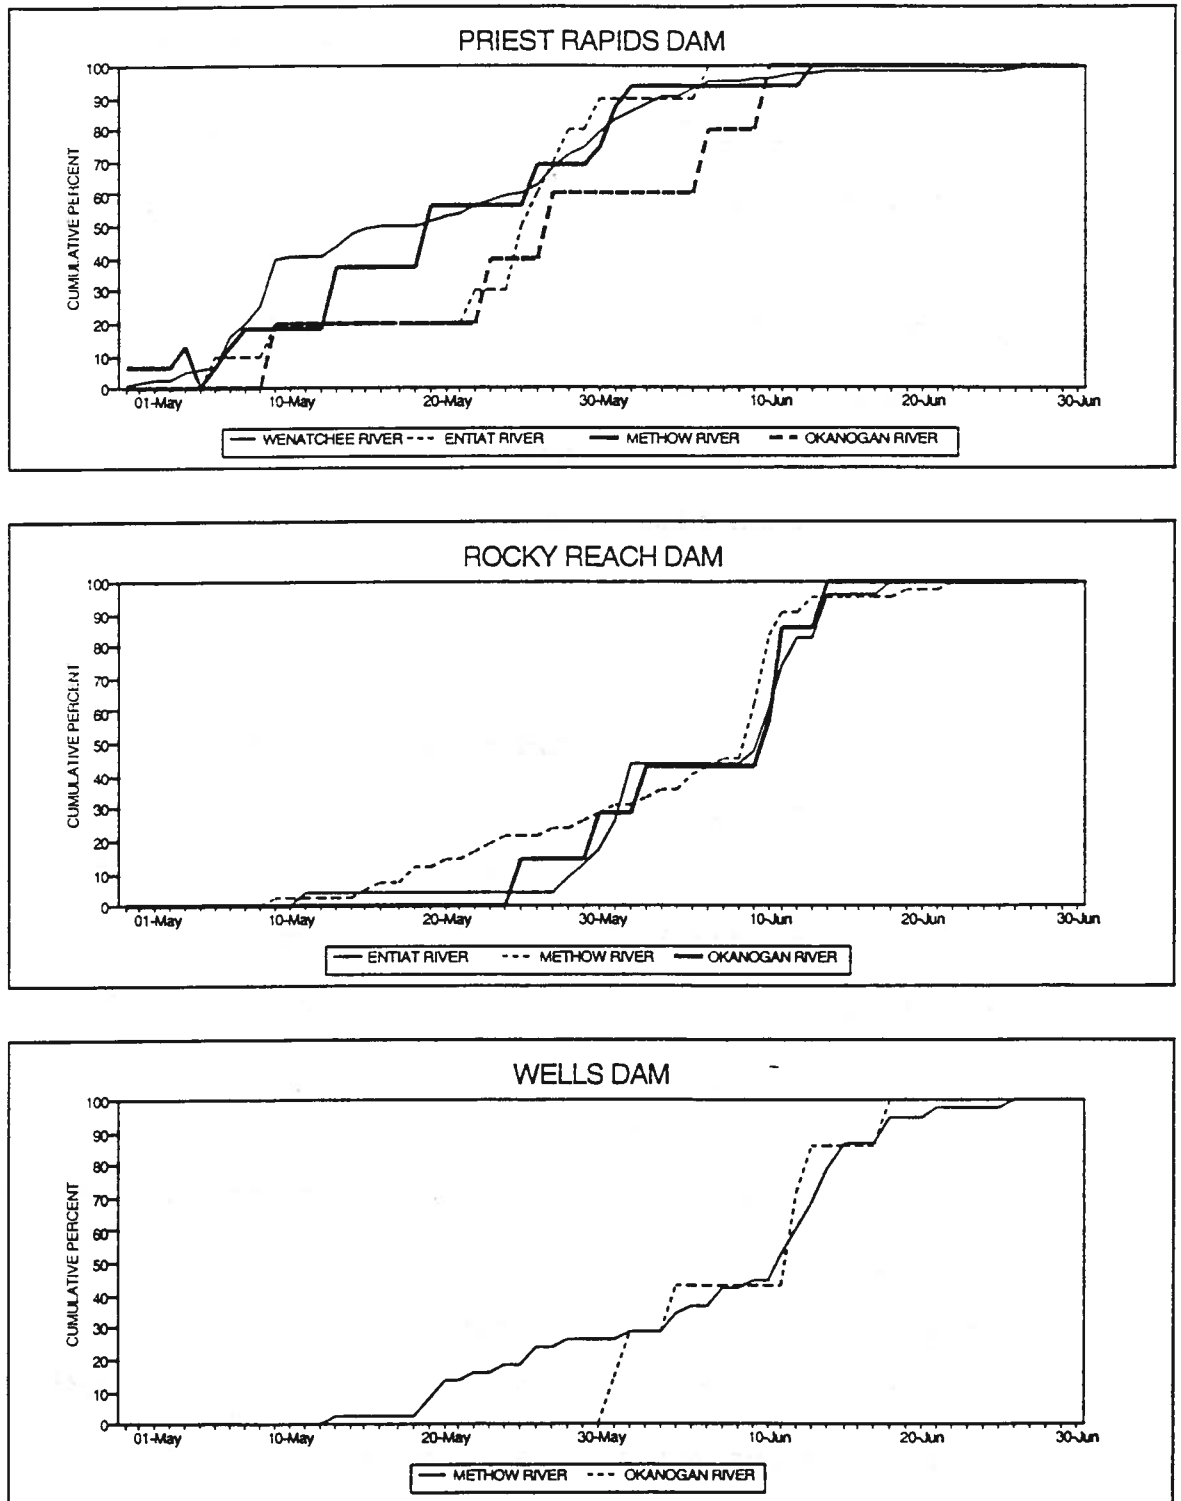 PRIEST RAPIDS DAM
CUMULATIVE PERCENT
100
90
80
70
60
50
40
30
20
10
0
01-May 10-May 20-May 30-May 10-Jun 20-Jun 30-Jun
WENATCHEE RIVER ENTIAT RIVER METHOW RIVER OKANOGAN RIVER
ROCKY REACH DAM
CUMULATIVE PERCENT
100
90
80
70
60
50
40
30
20
10
0
01-May 10-May 20-May 30-May 10-Jun 20-Jun 30-Jun
ENTIAT RIVER METHOW RIVER OKANOGAN RIVER
WELLS DAM
CUMULATIVE PERCENT
100
90
80
70
60
50
40
30
20
10
0
01-May 10-May 20-May 30-May 10-Jun 20-Jun 30-Jun
METHOW RIVER OKANOGAN RIVER